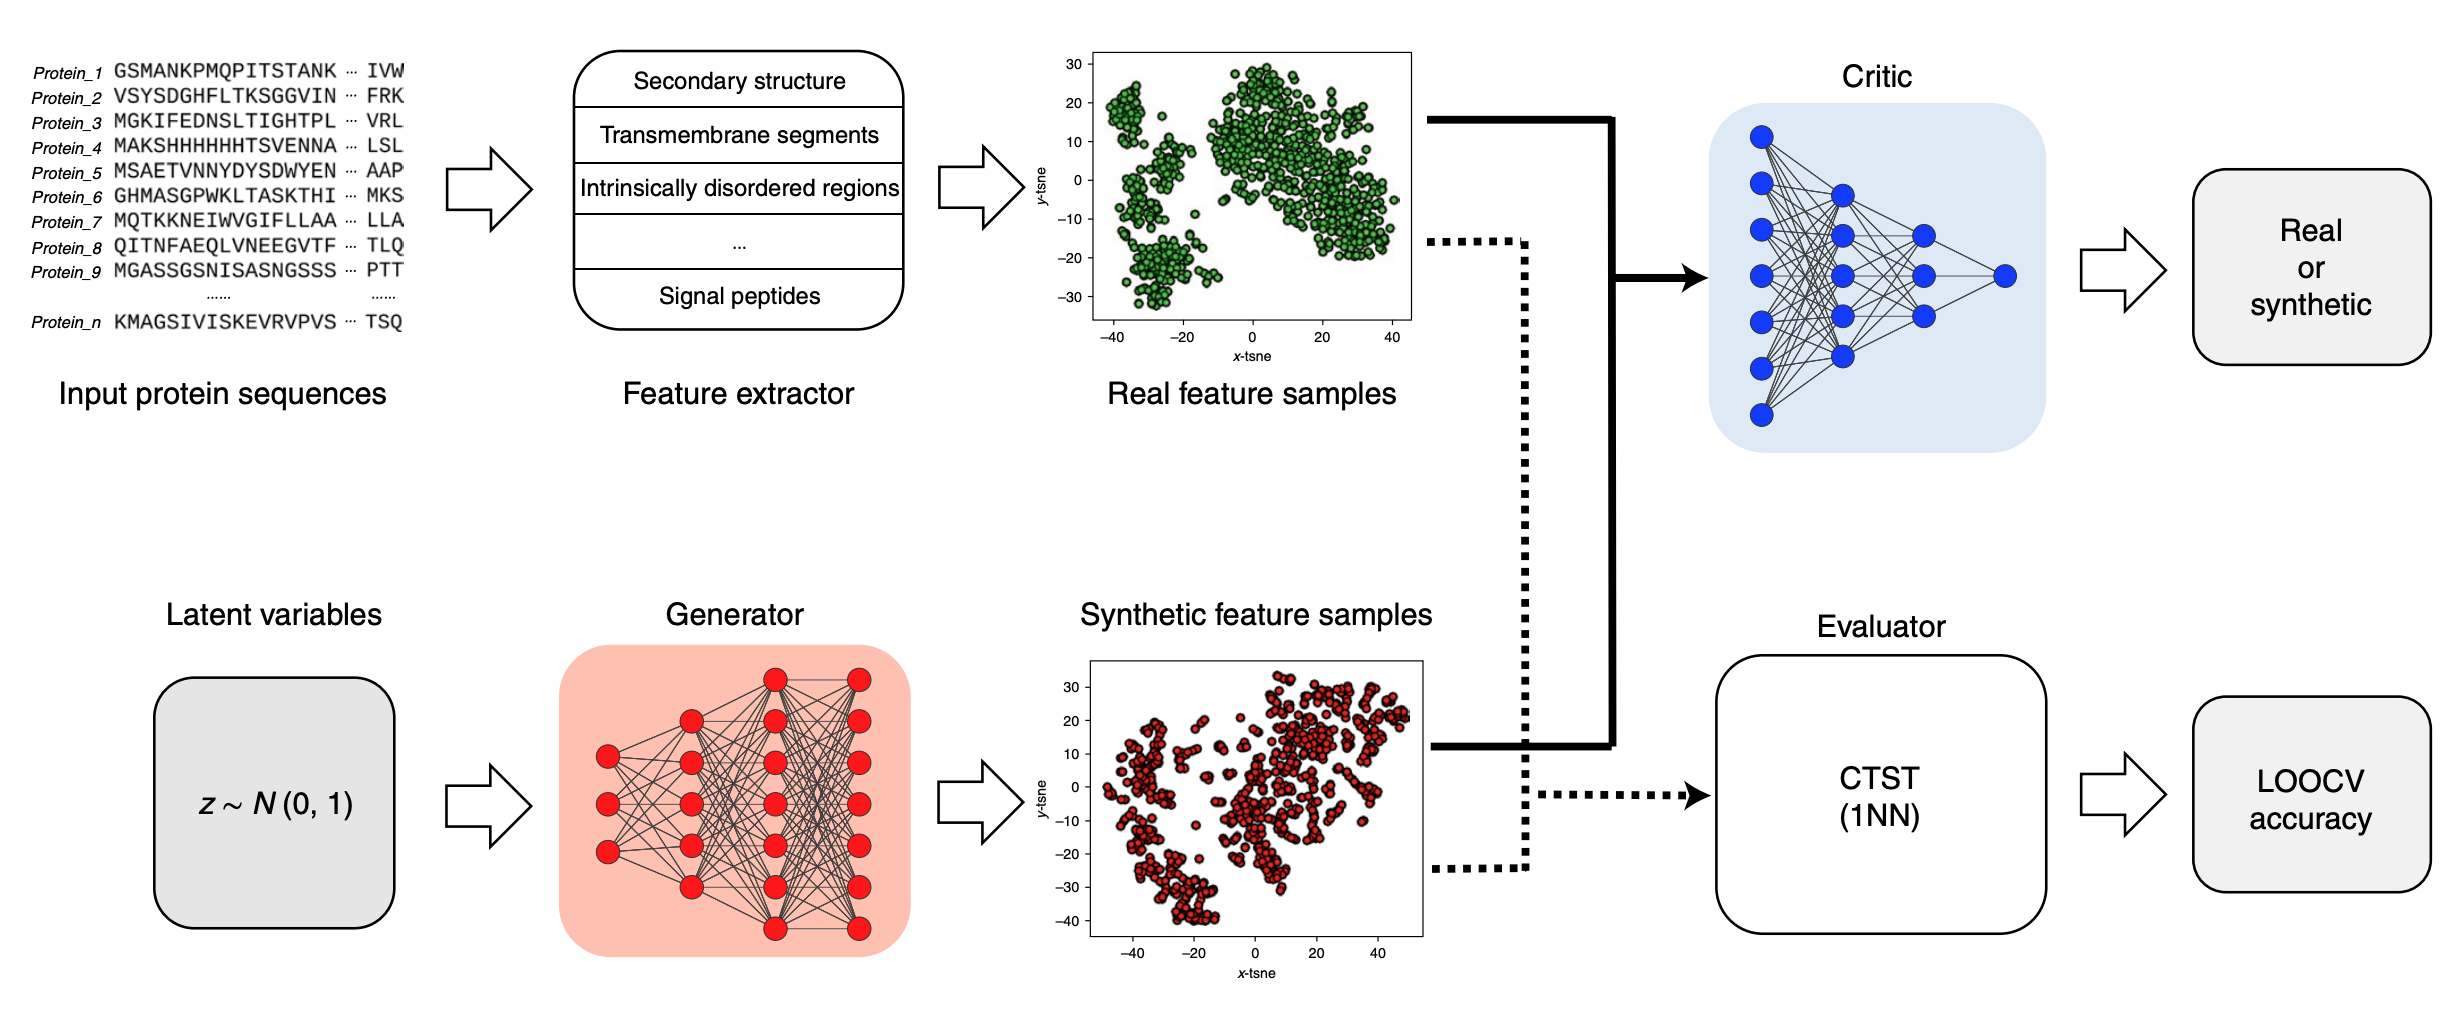 Protein_1 GSMANKPMQPITSTANK ··· IVW
Protein_2 VSYSDGHFLTKSGGVIN ··· FRK
Protein_3 MGKIFEDNSLTIGHTPL ··· VRL
Protein_4 MAKSHHHHHHTSVENNA ··· LSL
Protein_5 MSAETVNNYDYSDWYEN ··· AAP
Protein_6 GHMASGPWKLTASKTHI ··· MKS
Protein_7 MQTKKNEIWVGIFLLAA ··· LLA
Protein_8 QITNFAEQLVNEEGVTF ··· TLQ
Protein_9 MGASSGSNISASNGSSS ··· PTT
...... ......
Protein_n KMAGSIVISKEVRVPVS ··· TSQ
Input protein sequences
Secondary structure
Transmembrane segments
Intrinsically disordered regions
...
Signal peptides
Feature extractor
30
20
10
0
–10
–20
–30
y-tsne
–40 –20 0 20 40
x-tsne
Real feature samples
Critic
Real
or
synthetic
Latent variables
z ~ N (0, 1)
Generator
Synthetic feature samples
30
20
10
0
–10
–20
–30
–40
y-tsne
–40 –20 0 20 40
x-tsne
Evaluator
CTST
(1NN)
LOOCV
accuracy